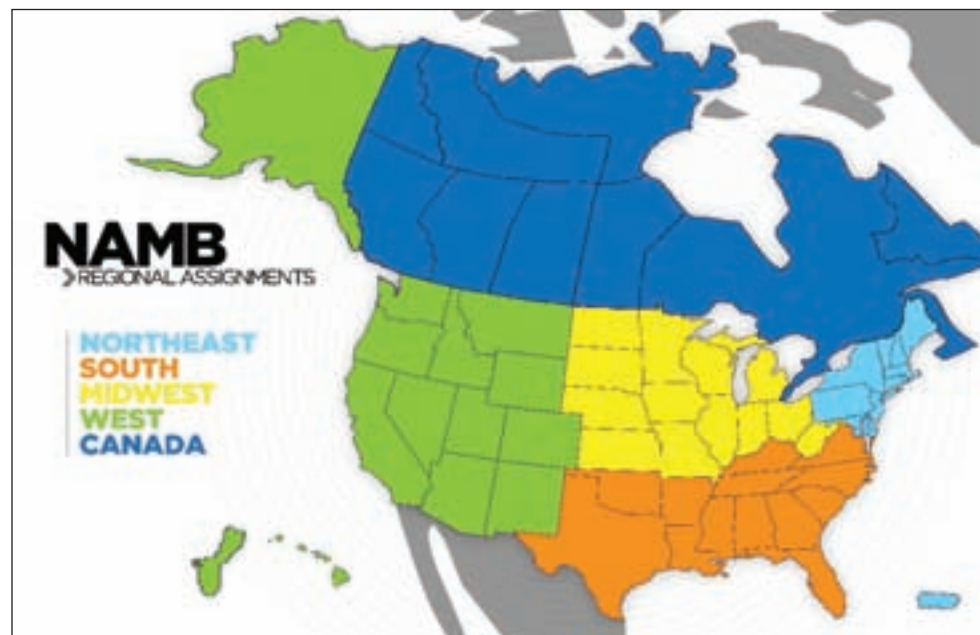 NAMB
REGIONAL ASSIGNMENTS
NORTHEAST
SOUTH
MIDWEST
WEST
CANADA